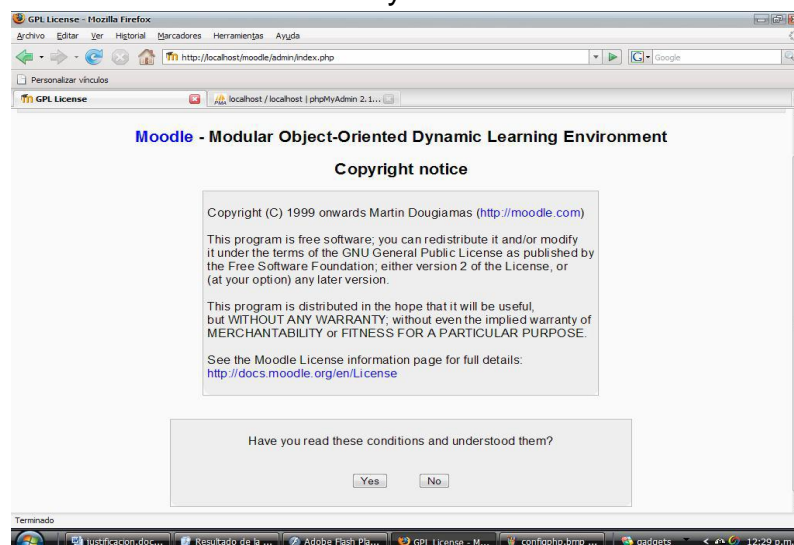 y
GPL License - Mozilla Firefox
Archivo Editar Ver Historial Marcadores Herramientas Ayuda
http://localhost/moodle/admin/index.php
G Google
Personalizar vínculos
GPL License
PMA localhost / localhost | phpMyAdmin 2.1...
Moodle - Modular Object-Oriented Dynamic Learning Environment
Copyright notice
Copyright (C) 1999 onwards Martin Dougiamas (http://moodle.com)
This program is free software; you can redistribute it and/or modify
it under the terms of the GNU General Public License as published by
the Free Software Foundation; either version 2 of the License, or
(at your option) any later version.
This program is distributed in the hope that it will be useful,
but WITHOUT ANY WARRANTY; without even the implied warranty of
MERCHANTABILITY or FITNESS FOR A PARTICULAR PURPOSE.
See the Moodle License information page for full details:
http://docs.moodle.org/en/License
Have you read these conditions and understood them?
Yes No
Terminado
justificacion.doc... Resultado de la ... Adobe Flash Pla... GPL License - M... configphp.bmp ... gadgets 12:29 p.m.